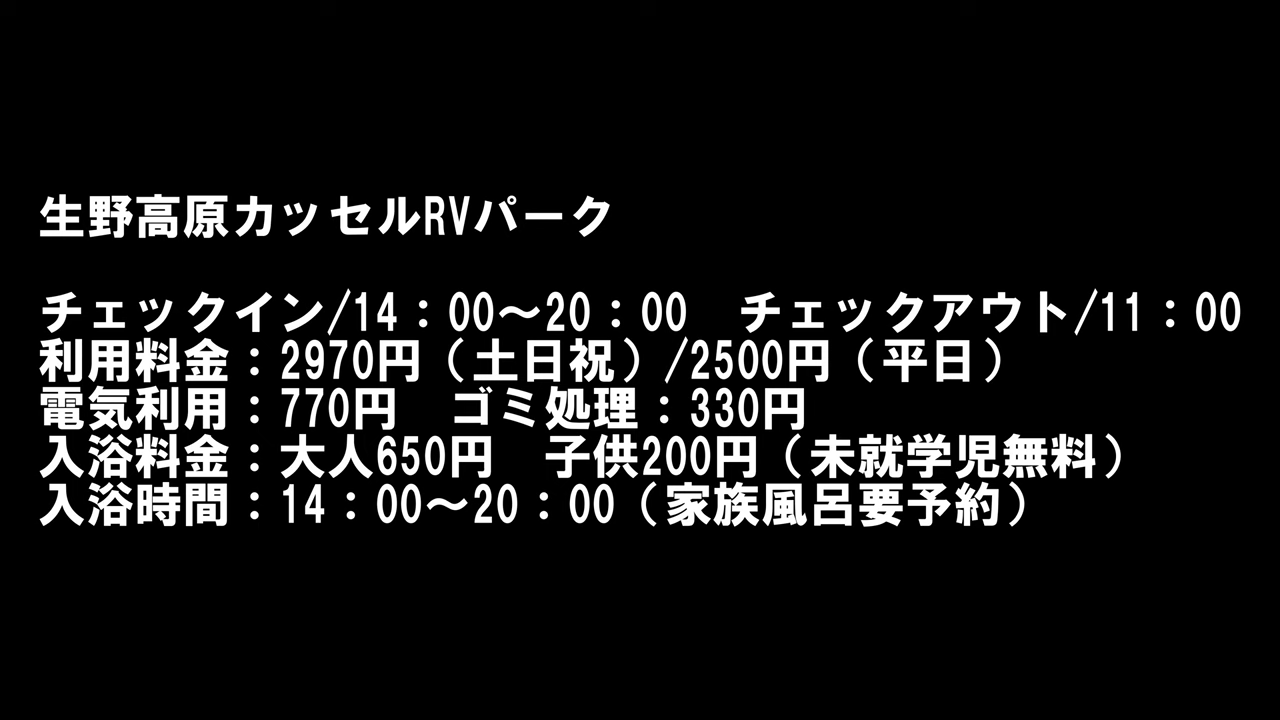 生野高原カッセルRVパーク
チェックイン/14：00～20：00　チェックアウト/11：00
利用料金：2970円（土日祝）/2500円（平日）
電気利用：770円　ゴミ処理：330円
入浴料金：大人650円　子供200円（未就学児無料）
入浴時間：14：00～20：00（家族風呂要予約）